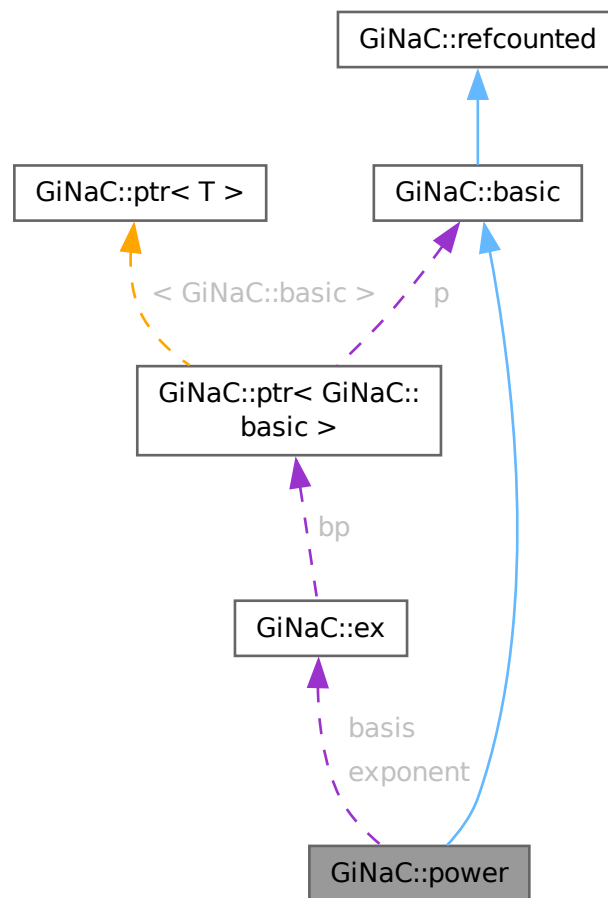 GiNaC::refcounted
GiNaC::ptr< T >
GiNaC::basic
< GiNaC::basic >
p
GiNaC::ptr< GiNaC::
basic >
bp
GiNaC::ex
basis
exponent
GiNaC::power